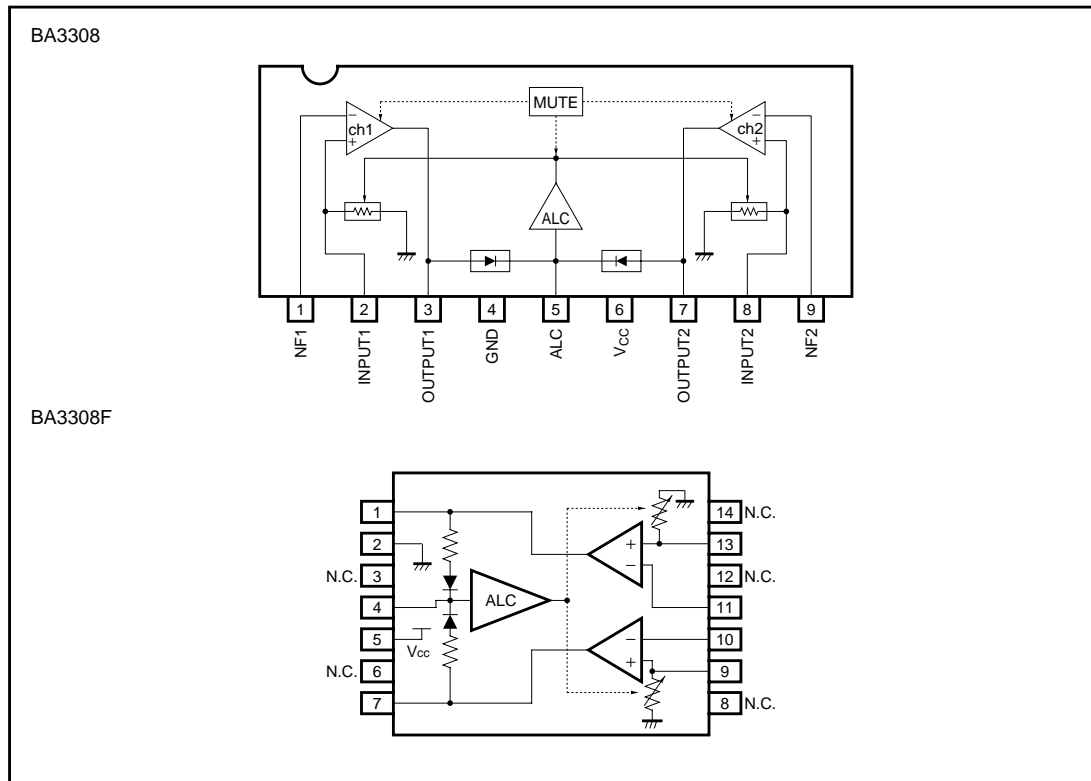 BA3308
MUTE
ch1
ch2
− + + −
ALC
1 2 3 4 5 6 7 8 9
NF1 INPUT1 OUTPUT1 GND ALC Vcc OUTPUT2 INPUT2 NF2
BA3308F
1 14 N.C.
2 + 13
N.C. 3 − 12 N.C.
4 ALC 11
5 Vcc − 10
N.C. 6 + 9
7 8 N.C.